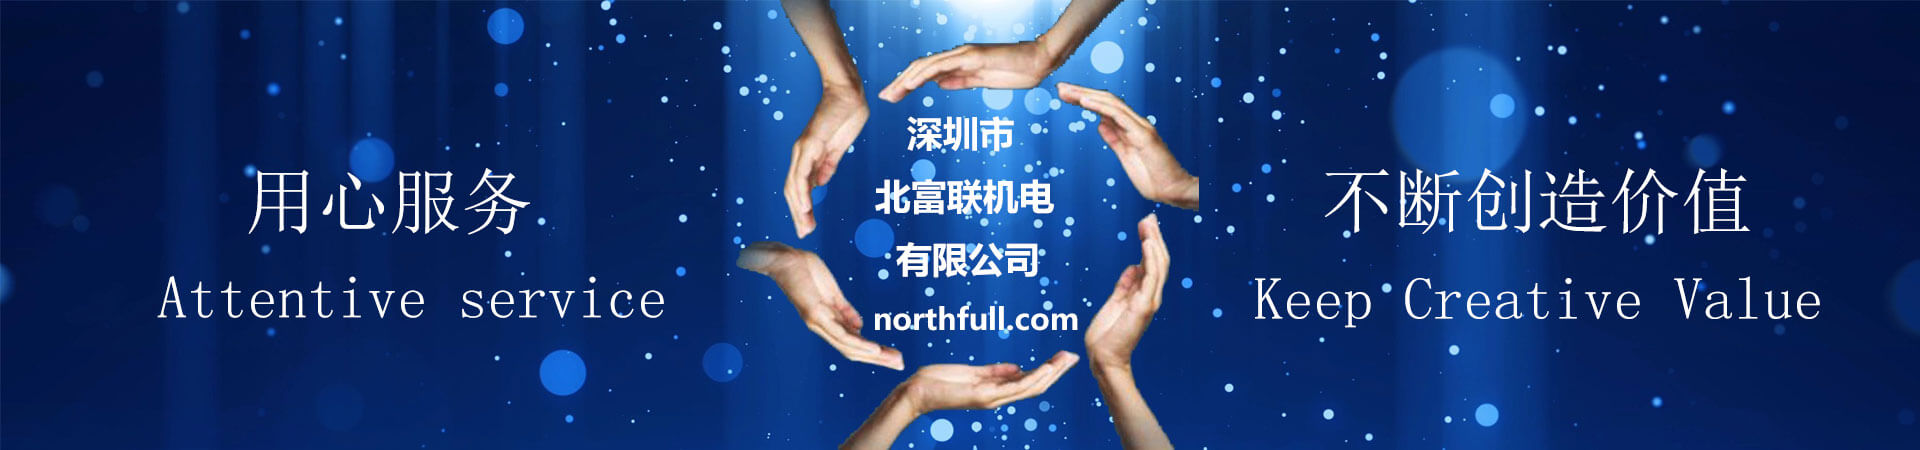 用心服务
Attentive service
深圳市
北富联机电
有限公司
northfull.com
不断创造价值
Keep Creative Value